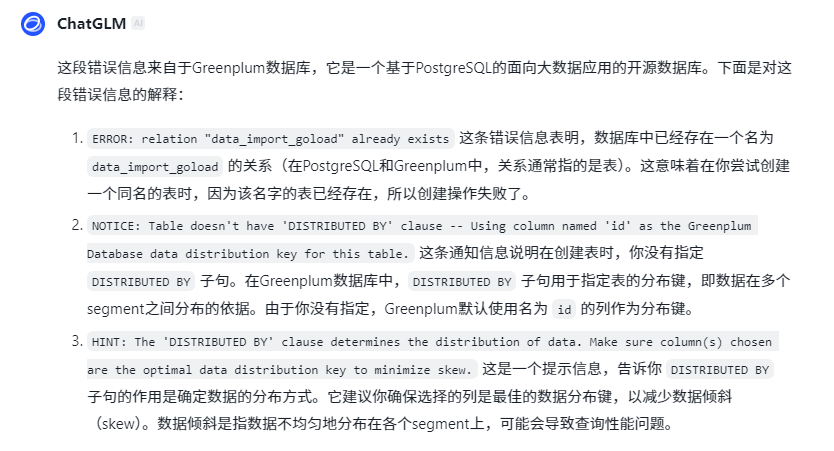 ChatGLM AI
这段错误信息来自于Greenplum数据库，它是一个基于PostgreSQL的面向大数据应用的开源数据库。下面是对这
段错误信息的解释：
1. ERROR: relation "data_import_goload" already exists 这条错误信息表明，数据库中已经存在一个名为
data_import_goload 的关系（在PostgreSQL和Greenplum中，关系通常指的是表）。这意味着在你尝试创建
一个同名的表时，因为该名字的表已经存在，所以创建操作失败了。
2. NOTICE: Table doesn't have 'DISTRIBUTED BY' clause -- Using column named 'id' as the Greenplum
Database data distribution key for this table. 这条通知信息说明在创建表时，你没有指定
DISTRIBUTED BY 子句。在Greenplum数据库中，DISTRIBUTED BY 子句用于指定表的分布键，即数据在多个
segment之间分布的依据。由于你没有指定，Greenplum默认使用名为 id 的列作为分布键。
3. HINT: The 'DISTRIBUTED BY' clause determines the distribution of data. Make sure column(s) chosen
are the optimal data distribution key to minimize skew. 这是一个提示信息，告诉你 DISTRIBUTED BY
子句的作用是确定数据的分布方式。它建议你确保选择的列是最佳的数据分布键，以减少数据倾斜
（skew）。数据倾斜是指数据不均匀地分布在各个segment上，可能会导致查询性能问题。